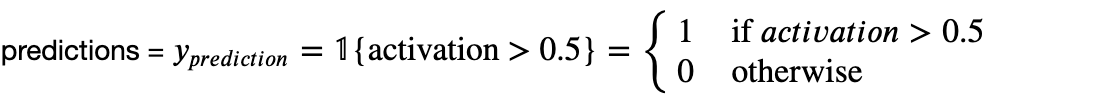 predictions = y_prediction = 𝟙{activation > 0.5} = { 1 if activation > 0.5
0 otherwise